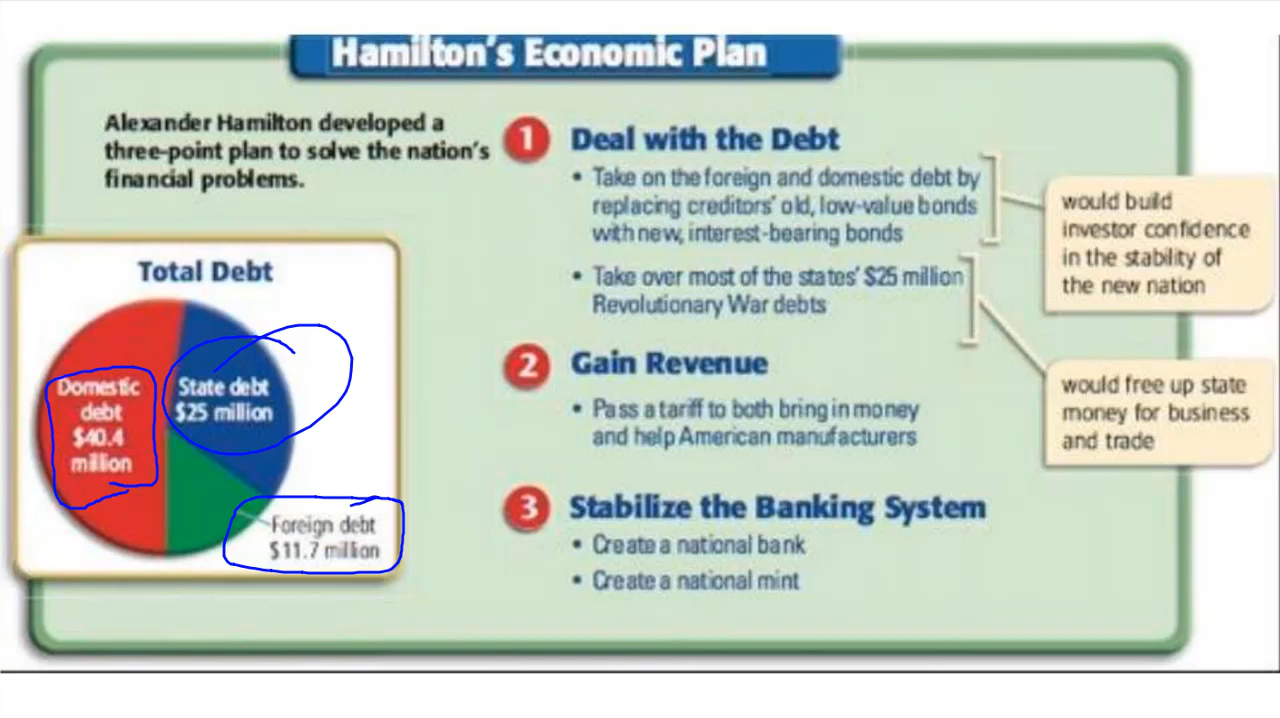 Hamilton's Economic Plan
Alexander Hamilton developed a
three-point plan to solve the nation's
financial problems.
Total Debt
Domestic
debt
$40.4
million
State debt
$25 million
Foreign debt
$11.7 million
1 Deal with the Debt
• Take on the foreign and domestic debt by
replacing creditors' old, low-value bonds
with new, interest-bearing bonds
• Take over most of the states' $25 million
Revolutionary War debts
would build
investor confidence
in the stability of
the new nation
would free up state
money for business
and trade
2 Gain Revenue
• Pass a tariff to both bring in money
and help American manufacturers
3 Stabilize the Banking System
• Create a national bank
• Create a national mint